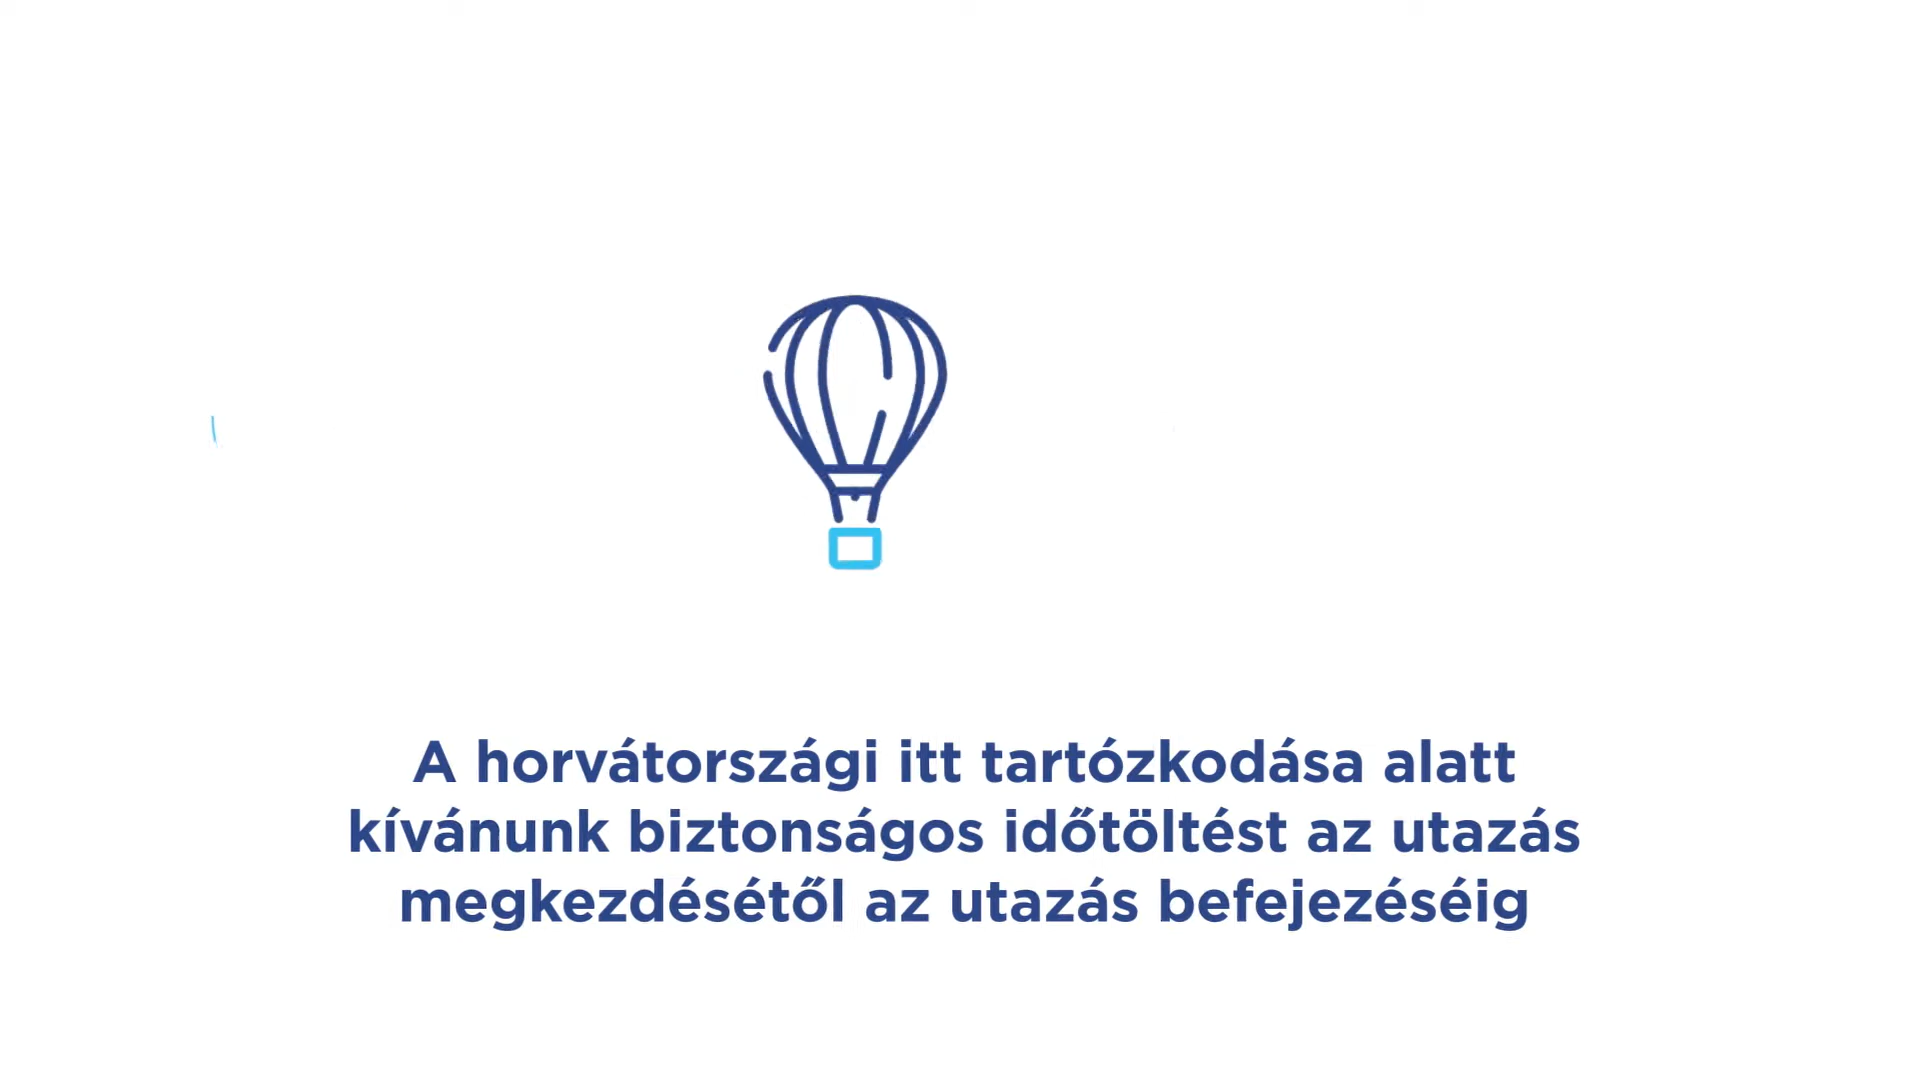 A horvátországi itt tartózkodása alatt
kívánunk biztonságos időtöltést az utazás
megkezdésétől az utazás befejezéséig